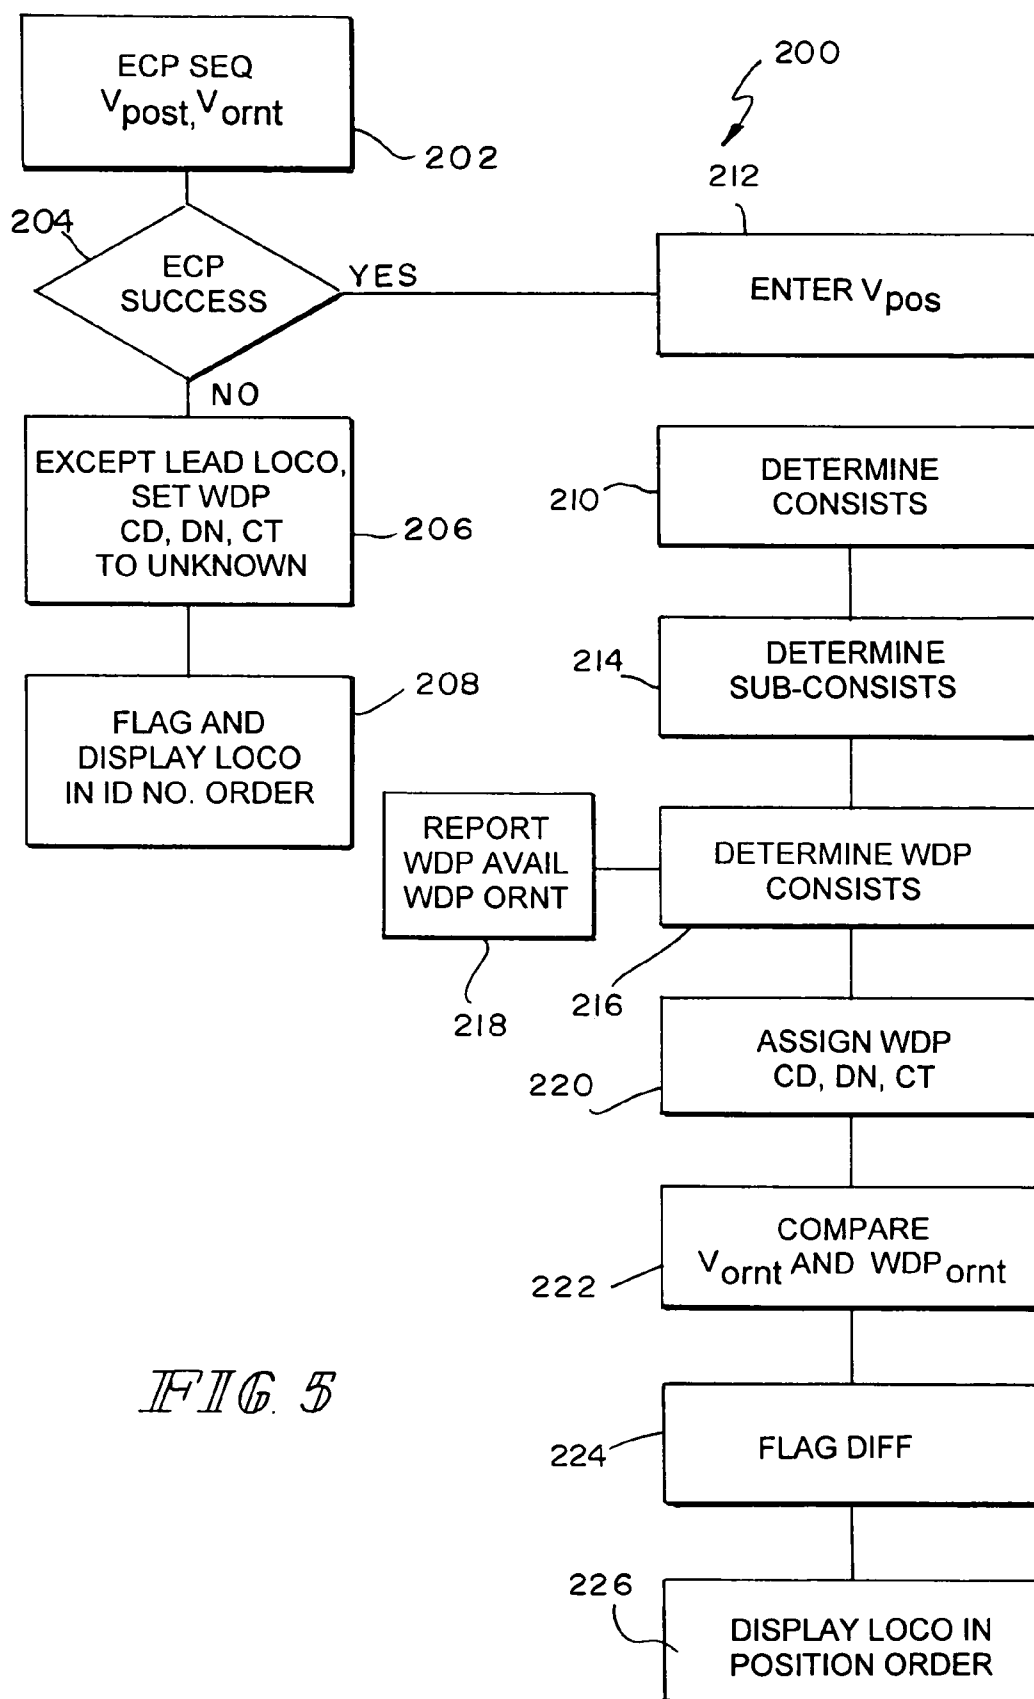 ECP SEQ
Vpost, Vornt
202
200
204
ECP
SUCCESS
YES
NO
212
ENTER Vpos
EXCEPT LEAD LOCO,
SET WDP
CD, DN, CT
TO UNKNOWN
206
FLAG AND
DISPLAY LOCO
IN ID NO. ORDER
208
210
DETERMINE
CONSISTS
214
DETERMINE
SUB-CONSISTS
REPORT
WDP AVAIL
WDP ORNT
218
DETERMINE WDP
CONSISTS
216
220
ASSIGN WDP
CD, DN, CT
222
COMPARE
Vornt AND WDPornt
224
FLAG DIFF
226
DISPLAY LOCO IN
POSITION ORDER
FIG. 5